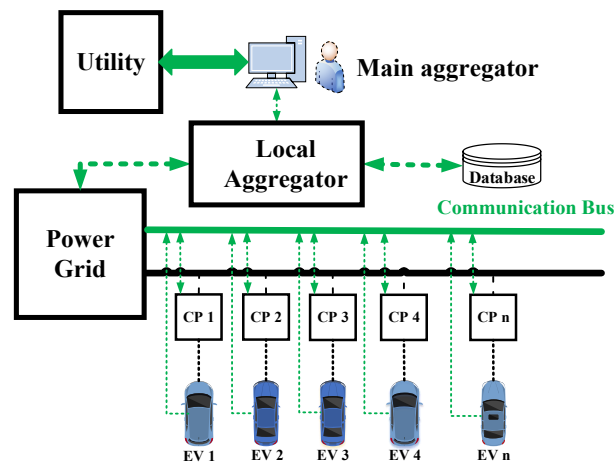 Utility
Main aggregator
Local
Aggregator
Database
Communication Bus
Power
Grid
CP 1
CP 2
CP 3
CP 4
CP n
EV 1
EV 2
EV 3
EV 4
EV n